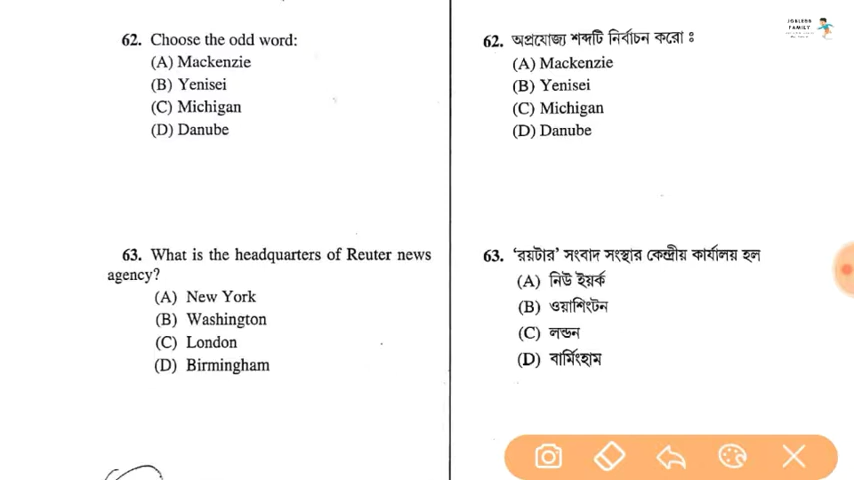 62. Choose the odd word:
(A) Mackenzie
(B) Yenisei
(C) Michigan
(D) Danube
63. What is the headquarters of Reuter news
agency?
(A) New York
(B) Washington
(C) London
(D) Birmingham
62. অপ্রযোজ্য শব্দটি নির্বাচন করো ঃ
(A) Mackenzie
(B) Yenisei
(C) Michigan
(D) Danube
63. ‘রয়টার’ সংবাদ সংস্থার কেন্দ্রীয় কার্যালয় হল
(A) নিউ ইয়র্ক
(B) ওয়াশিংটন
(C) লন্ডন
(D) বার্মিংহাম
JOBLESS
FAMILY